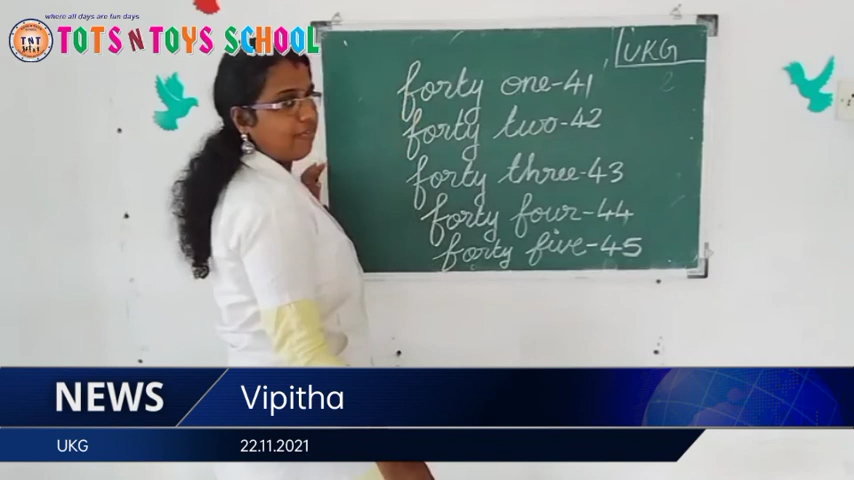 where all days are fun days
TNT
TOTS N TOYS SCHOOL
UKG
forty one-41
forty two-42
forty three-43
forty four-44
forty five-45
NEWS
Vipitha
UKG
22.11.2021